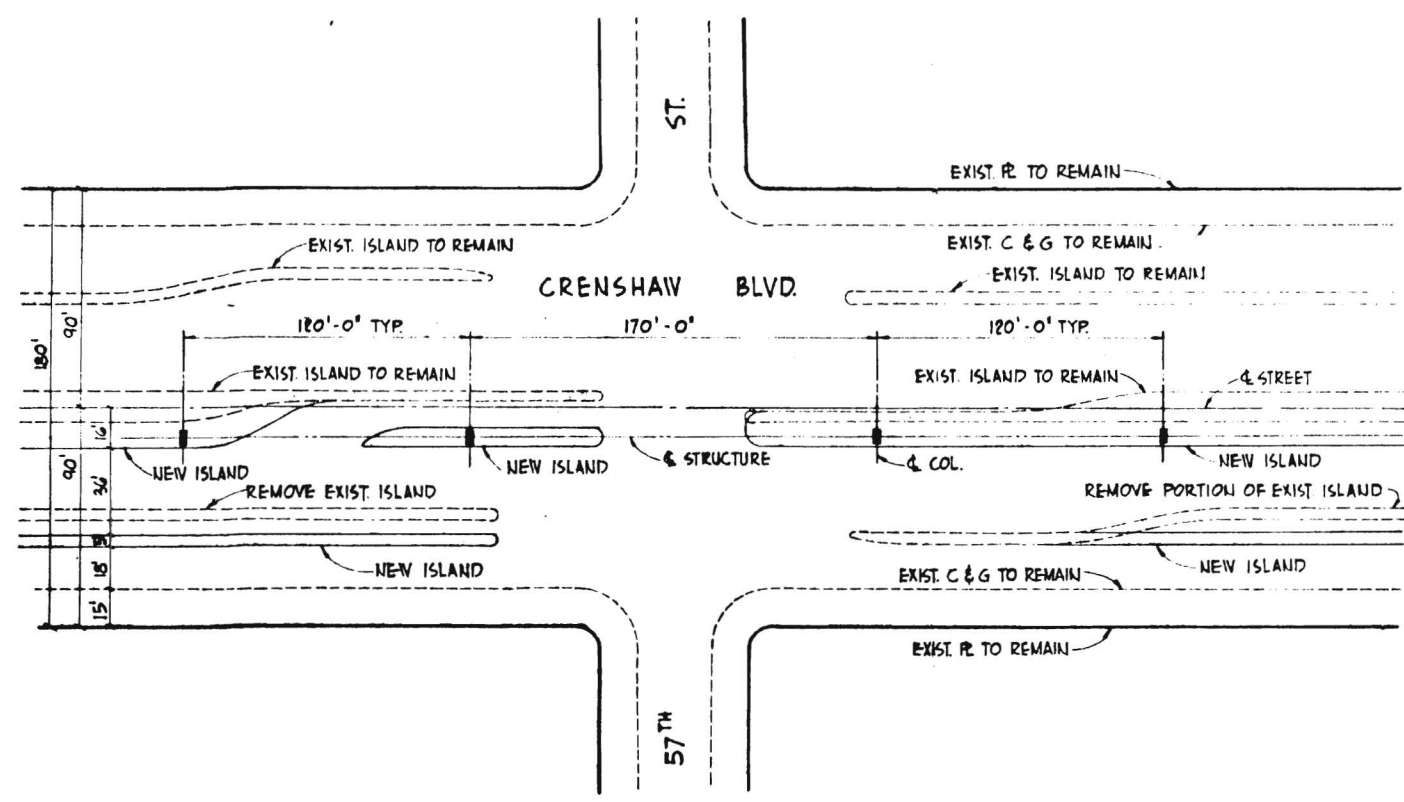 ST.
EXIST. PL TO REMAIN
EXIST. ISLAND TO REMAIN
EXIST. C & G TO REMAIN
EXIST. ISLAND TO REMAIN
CRENSHAW BLVD.
120'-0" TYP.
170'-0"
120'-0" TYP.
180'
90'
EXIST. ISLAND TO REMAIN
EXIST. ISLAND TO REMAIN
℄ STREET
16'
90'
NEW ISLAND
NEW ISLAND
℄ STRUCTURE
℄ COL.
NEW ISLAND
36'
REMOVE EXIST. ISLAND
REMOVE PORTION OF EXIST. ISLAND
18'
NEW ISLAND
NEW ISLAND
EXIST. C & G TO REMAIN
15'
EXIST. PL TO REMAIN
57TH